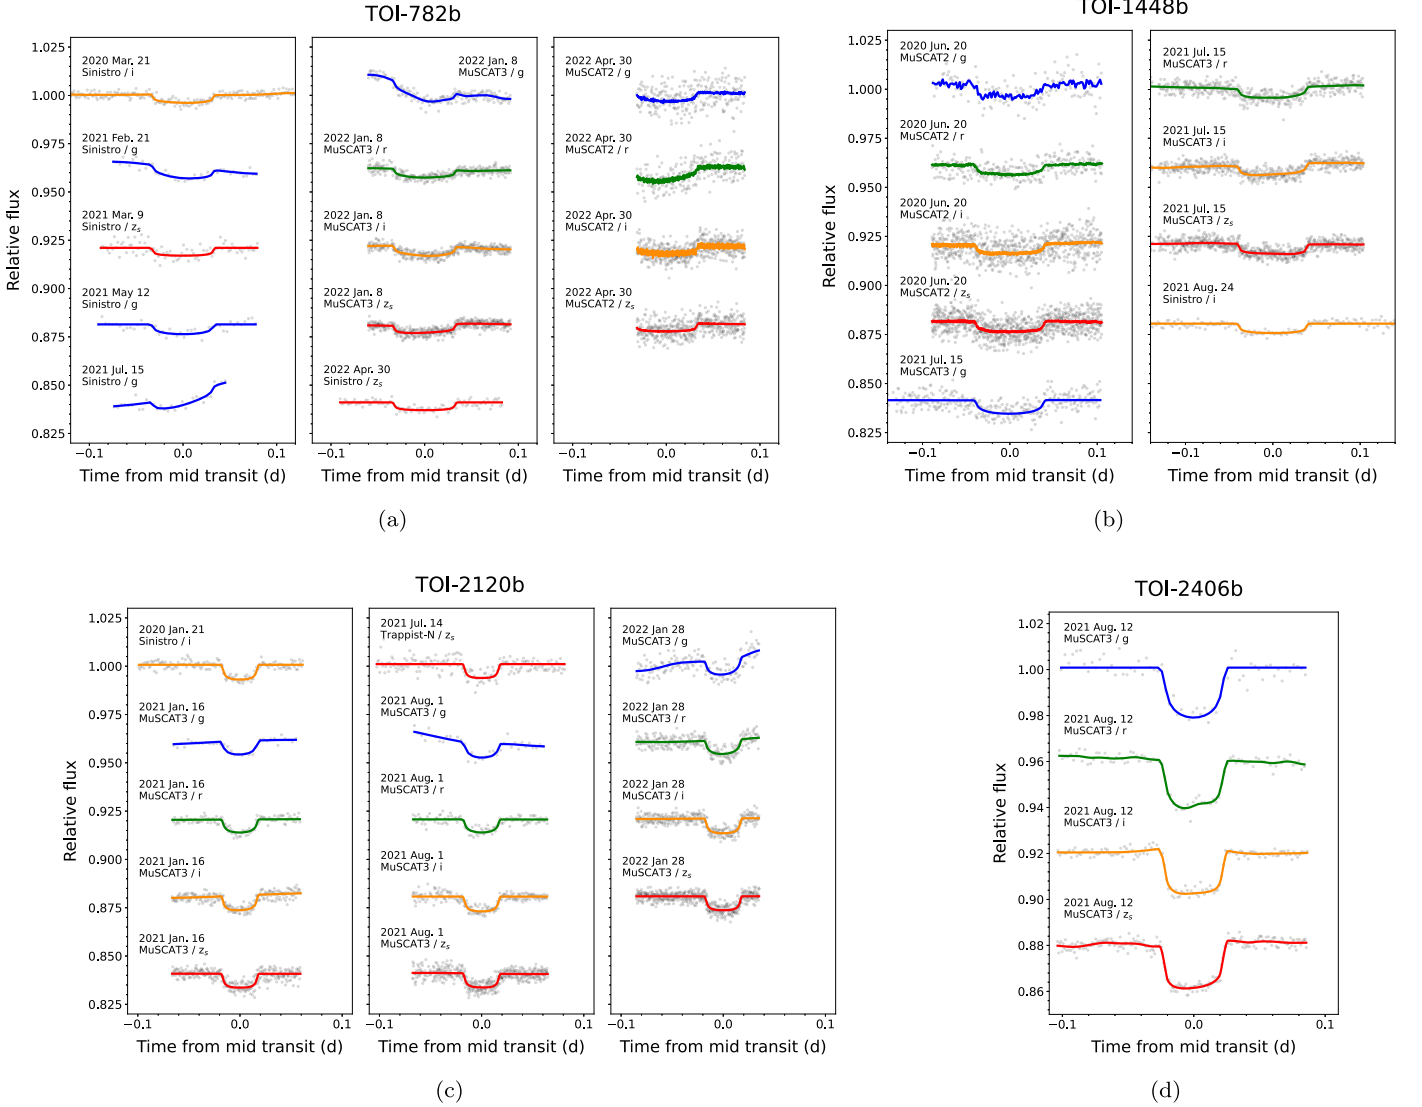 TOI-782b
Relative flux
1.025
1.000
0.975
0.950
0.925
0.900
0.875
0.850
0.825
2020 Mar. 21
Sinistro / i
2021 Feb. 21
Sinistro / g
2021 Mar. 9
Sinistro / zs
2021 May 12
Sinistro / g
2021 Jul. 15
Sinistro / g
−0.1
0.0
0.1
Time from mid transit (d)
2022 Jan. 8
MuSCAT3 / g
2022 Jan. 8
MuSCAT3 / r
2022 Jan. 8
MuSCAT3 / i
2022 Jan. 8
MuSCAT3 / zs
2022 Apr. 30
Sinistro / zs
−0.1
0.0
0.1
Time from mid transit (d)
2022 Apr. 30
MuSCAT2 / g
2022 Apr. 30
MuSCAT2 / r
2022 Apr. 30
MuSCAT2 / i
2022 Apr. 30
MuSCAT2 / zs
−0.1
0.0
0.1
Time from mid transit (d)
(a)
TOI-1448b
Relative flux
1.025
1.000
0.975
0.950
0.925
0.900
0.875
0.850
0.825
2020 Jun. 20
MuSCAT2 / g
2020 Jun. 20
MuSCAT2 / r
2020 Jun. 20
MuSCAT2 / i
2020 Jun. 20
MuSCAT2 / zs
2021 Jul. 15
MuSCAT3 / g
−0.1
0.0
0.1
Time from mid transit (d)
2021 Jul. 15
MuSCAT3 / r
2021 Jul. 15
MuSCAT3 / i
2021 Jul. 15
MuSCAT3 / zs
2021 Aug. 24
Sinistro / i
−0.1
0.0
0.1
Time from mid transit (d)
(b)
TOI-2120b
Relative flux
1.025
1.000
0.975
0.950
0.925
0.900
0.875
0.850
0.825
2020 Jan. 21
Sinistro / i
2021 Jan. 16
MuSCAT3 / g
2021 Jan. 16
MuSCAT3 / r
2021 Jan. 16
MuSCAT3 / i
2021 Jan. 16
MuSCAT3 / zs
−0.1
0.0
0.1
Time from mid transit (d)
2021 Jul. 14
Trappist-N / zs
2021 Aug. 1
MuSCAT3 / g
2021 Aug. 1
MuSCAT3 / r
2021 Aug. 1
MuSCAT3 / i
2021 Aug. 1
MuSCAT3 / zs
−0.1
0.0
0.1
Time from mid transit (d)
2022 Jan 28
MuSCAT3 / g
2022 Jan 28
MuSCAT3 / r
2022 Jan 28
MuSCAT3 / i
2022 Jan 28
MuSCAT3 / zs
−0.1
0.0
0.1
Time from mid transit (d)
(c)
TOI-2406b
Relative flux
1.02
1.00
0.98
0.96
0.94
0.92
0.90
0.88
0.86
2021 Aug. 12
MuSCAT3 / g
2021 Aug. 12
MuSCAT3 / r
2021 Aug. 12
MuSCAT3 / i
2021 Aug. 12
MuSCAT3 / zs
−0.1
0.0
0.1
Time from mid transit (d)
(d)